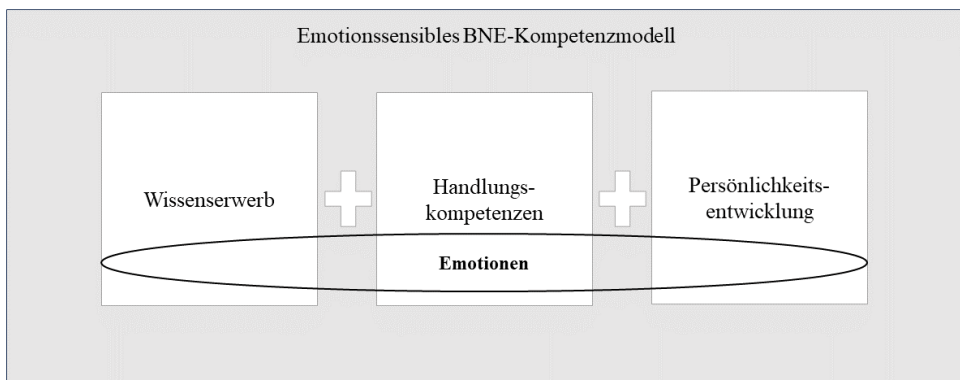 Emotionssensibles BNE-Kompetenzmodell
Wissenserwerb
Handlungs-
kompetenzen
Persönlichkeits-
entwicklung
Emotionen